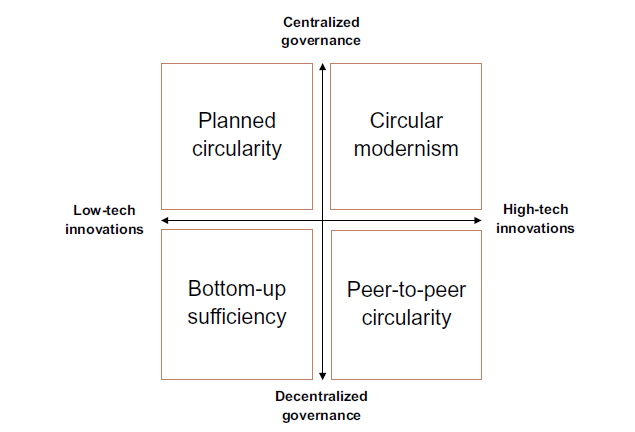 Centralized
governance
Planned
circularity
Circular
modernism
Low-tech
innovations
High-tech
innovations
Bottom-up
sufficiency
Peer-to-peer
circularity
Decentralized
governance